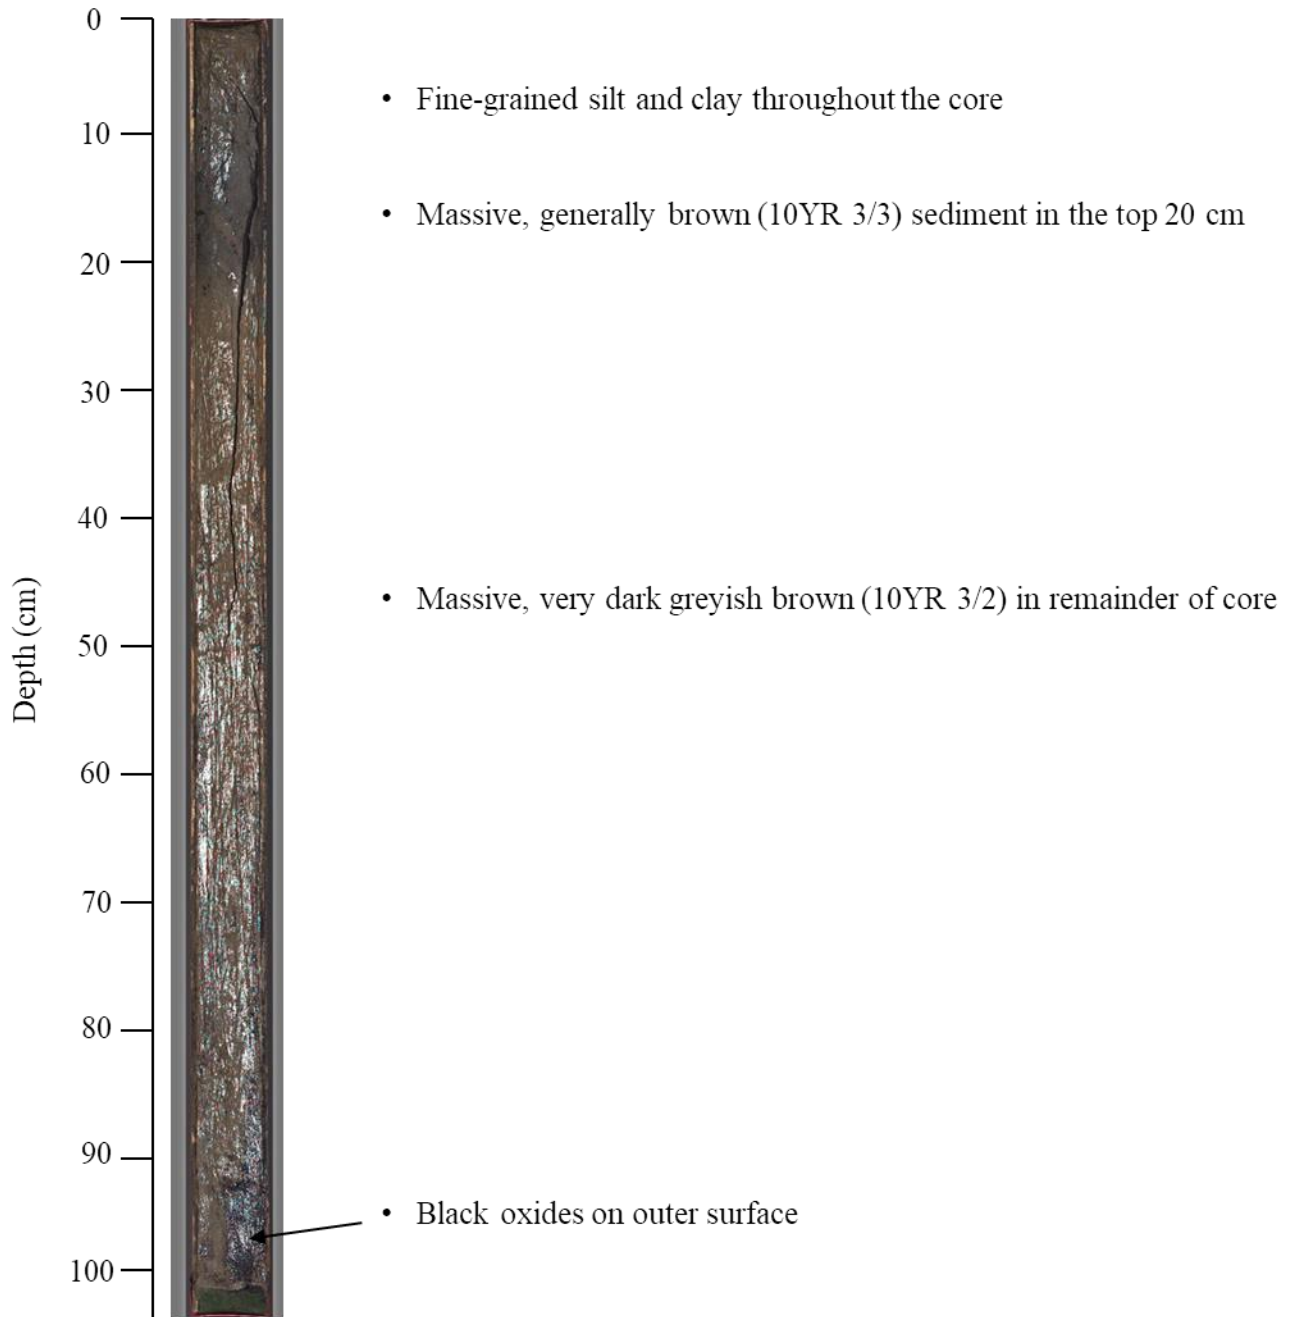 0
• Fine-grained silt and clay throughout the core
10
• Massive, generally brown (10YR 3/3) sediment in the top 20 cm
20
30
40
Depth (cm)
• Massive, very dark greyish brown (10YR 3/2) in remainder of core
50
60
70
80
90
• Black oxides on outer surface
100